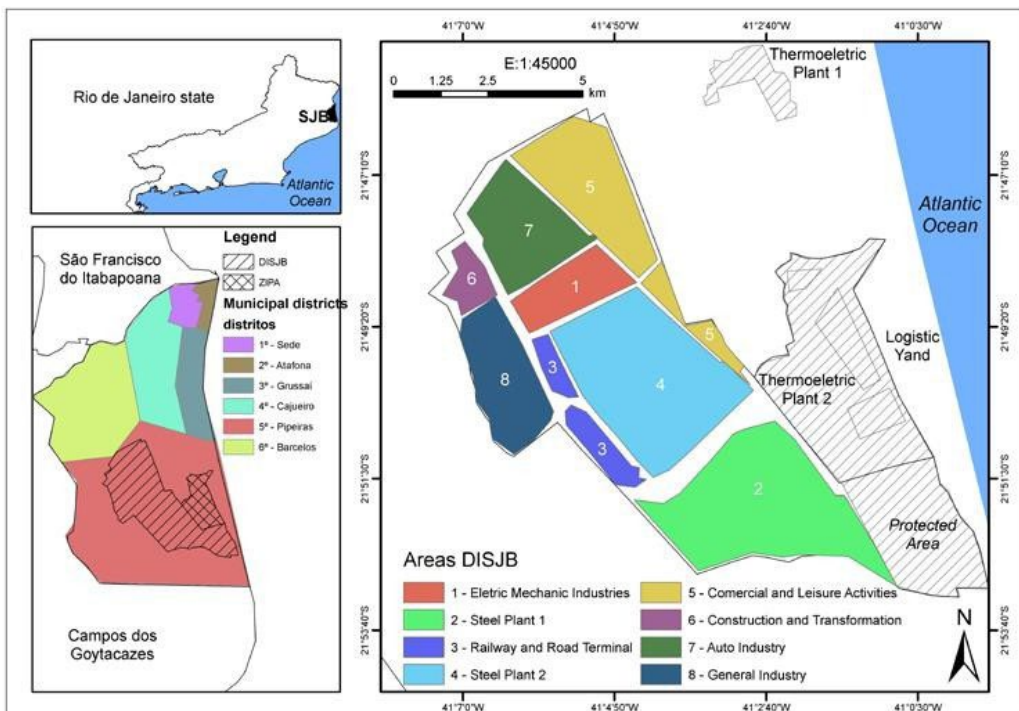 Rio de Janeiro state
SJB
Atlantic
Ocean
São Francisco
do Itabapoana
Legend
DISJB
ZIPA
Municipal districts
distritos
1º - Sede
2º - Atafona
3º - Grussaí
4º - Cajueiro
5º - Pipeiras
6º - Barcelos
Campos dos
Goytacazes
41°7'0"W
41°4'50"W
41°2'40"W
41°0'30"W
E:1:45000
0 1.25 2.5 5
km
Thermoeletric
Plant 1
21°47'10"S
21°47'10"S
Atlantic
Ocean
5
7
6
1
21°49'20"S
21°49'20"S
5
Logistic
Yand
3
4
8
Thermoeletric
Plant 2
3
2
21°51'30"S
21°51'30"S
Protected
Area
Areas DISJB
1 - Eletric Mechanic Industries
2 - Steel Plant 1
3 - Railway and Road Terminal
4 - Steel Plant 2
5 - Comercial and Leisure Activities
6 - Construction and Transformation
7 - Auto Industry
8 - General Industry
N
21°53'40"S
21°53'40"S
41°7'0"W
41°4'50"W
41°2'40"W
41°0'30"W